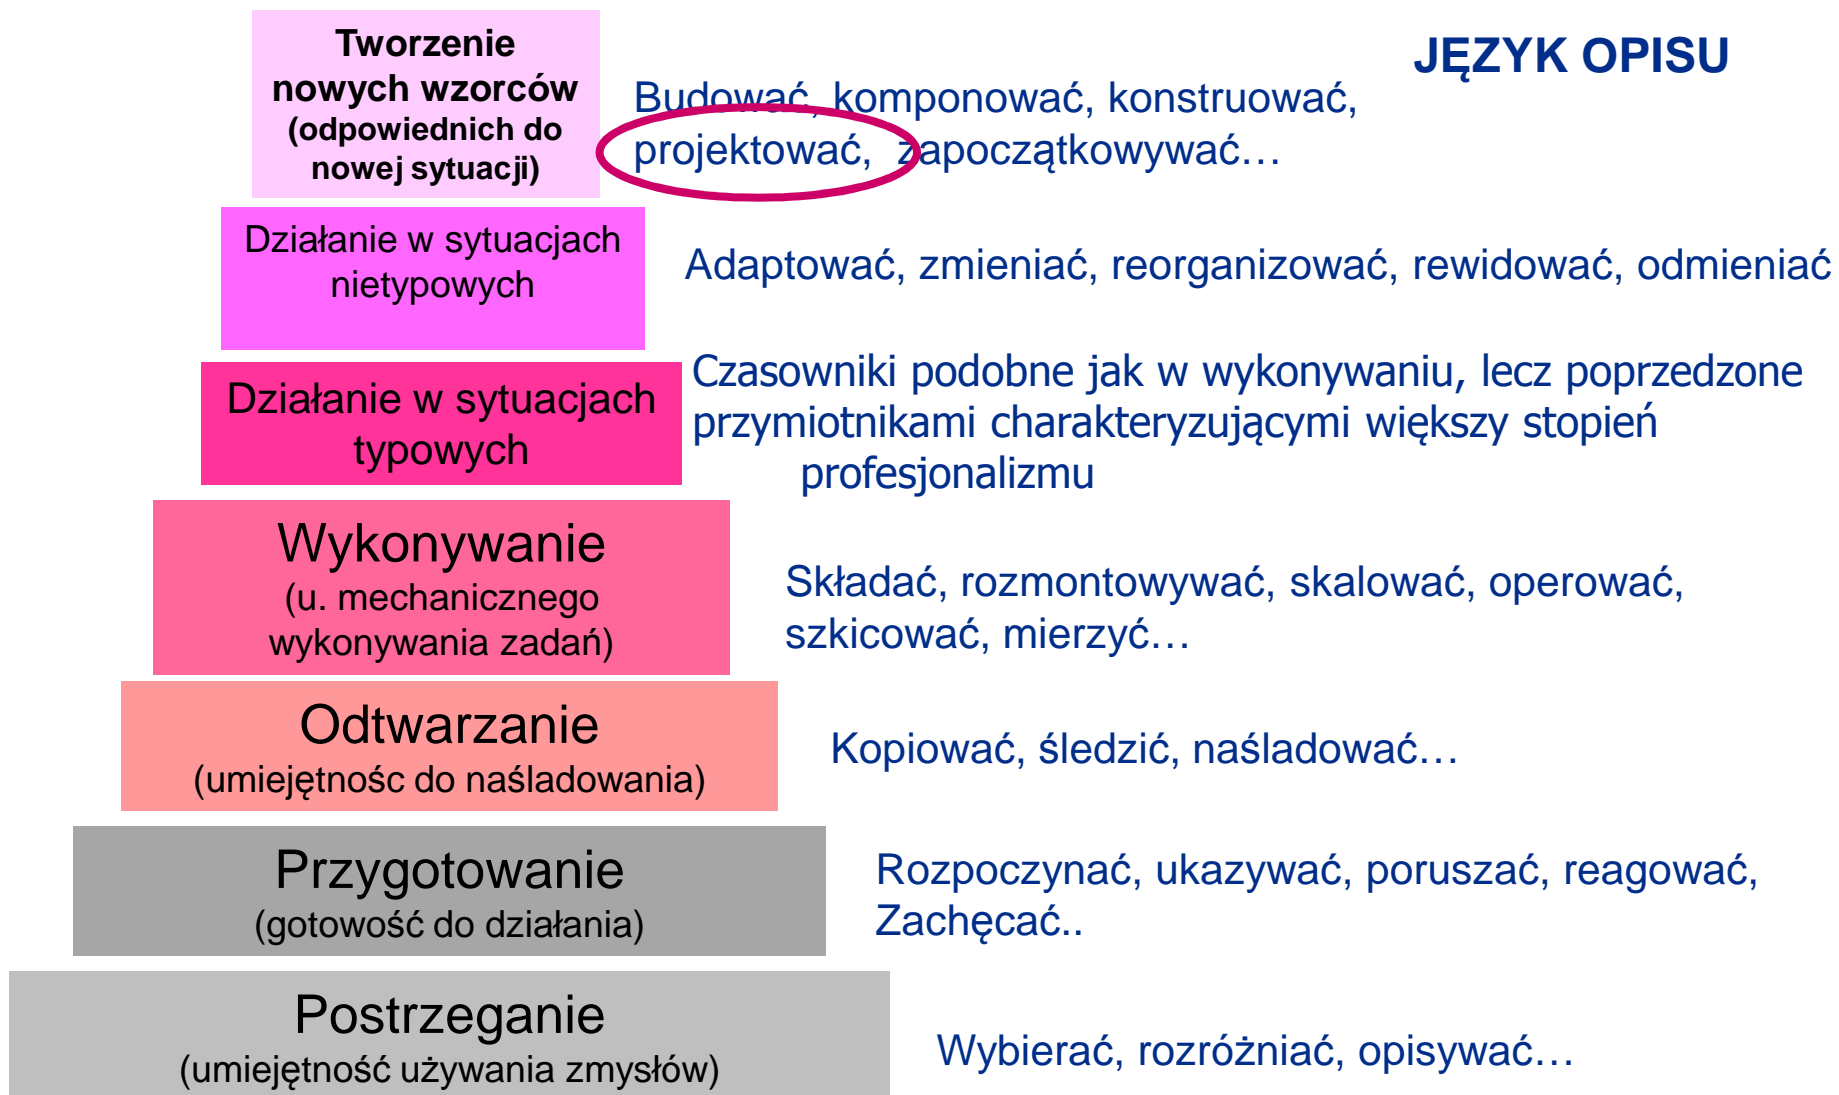 JĘZYK OPISU
Tworzenie
nowych wzorców
(odpowiednich do
nowej sytuacji)
Budować, komponować, konstruować,
projektować, zapoczątkowywać…
Działanie w sytuacjach
nietypowych
Adaptować, zmieniać, reorganizować, rewidować, odmieniać
Działanie w sytuacjach
typowych
Czasowniki podobne jak w wykonywaniu, lecz poprzedzone
przymiotnikami charakteryzującymi większy stopień
profesjonalizmu
Wykonywanie
(u. mechanicznego
wykonywania zadań)
Składać, rozmontowywać, skalować, operować,
szkicować, mierzyć…
Odtwarzanie
(umiejętnośc do naśladowania)
Kopiować, śledzić, naśladować…
Przygotowanie
(gotowość do działania)
Rozpoczynać, ukazywać, poruszać, reagować,
Zachęcać..
Postrzeganie
(umiejętność używania zmysłów)
Wybierać, rozróżniać, opisywać…